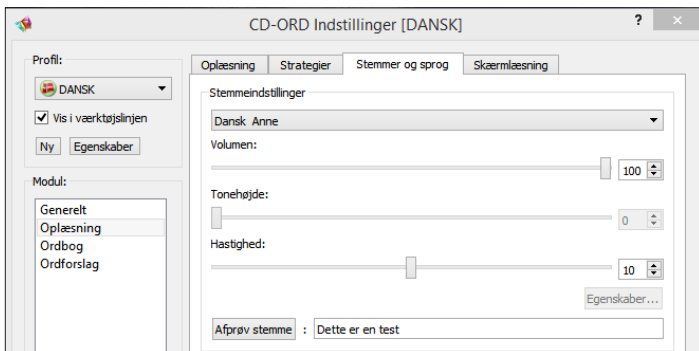 CD-ORD Indstillinger [DANSK]
? ×
Profil:
DANSK
Vis i værktøjslinjen
Ny Egenskaber
Modul:
Generelt
Oplæsning
Ordbog
Ordforslag
Oplæsning Strategier Stemmer og sprog Skærmlæsning
Stemmeindstillinger
Dansk Anne
Volumen:
100
Tonehøjde:
0
Hastighed:
10
Egenskaber...
Afprøv stemme : Dette er en test